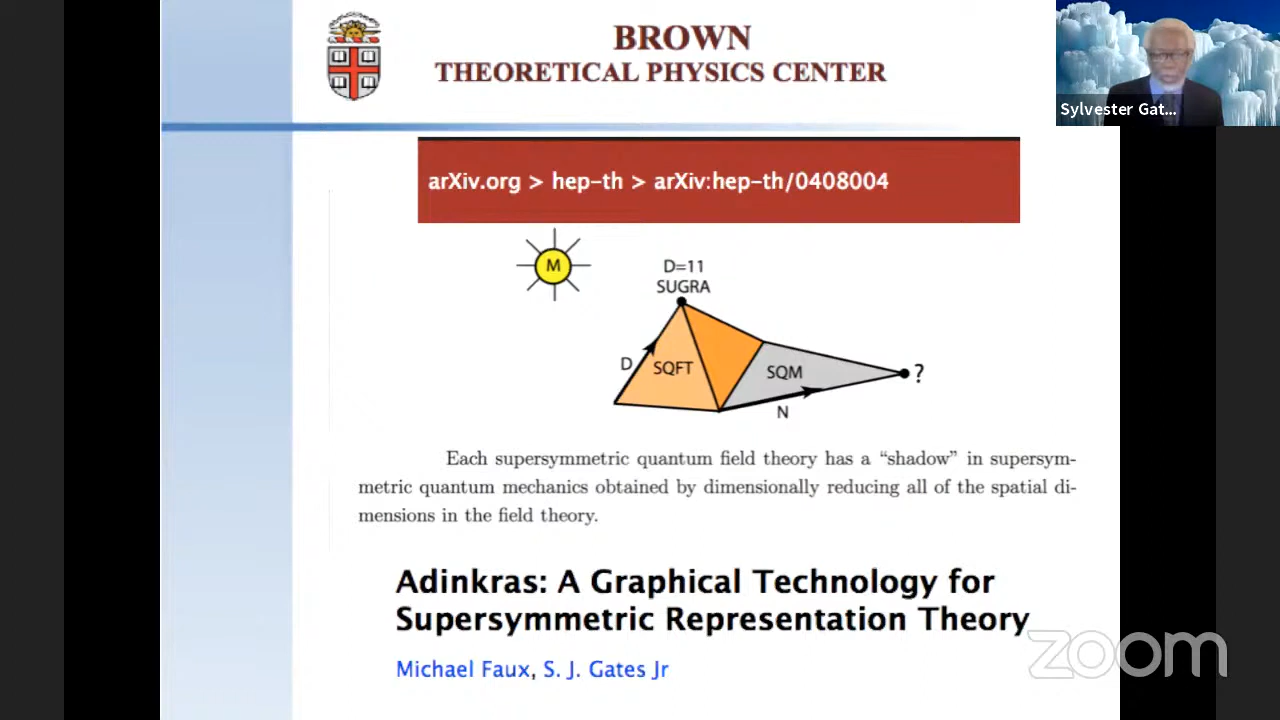 BROWN
THEORETICAL PHYSICS CENTER
Sylvester Gat...
arXiv.org > hep-th > arXiv:hep-th/0408004
M
D=11
SUGRA
D
SQFT
SQM
?
N
Each supersymmetric quantum field theory has a “shadow” in supersym-
metric quantum mechanics obtained by dimensionally reducing all of the spatial di-
mensions in the field theory.
Adinkras: A Graphical Technology for
Supersymmetric Representation Theory
Michael Faux, S. J. Gates Jr
zoom